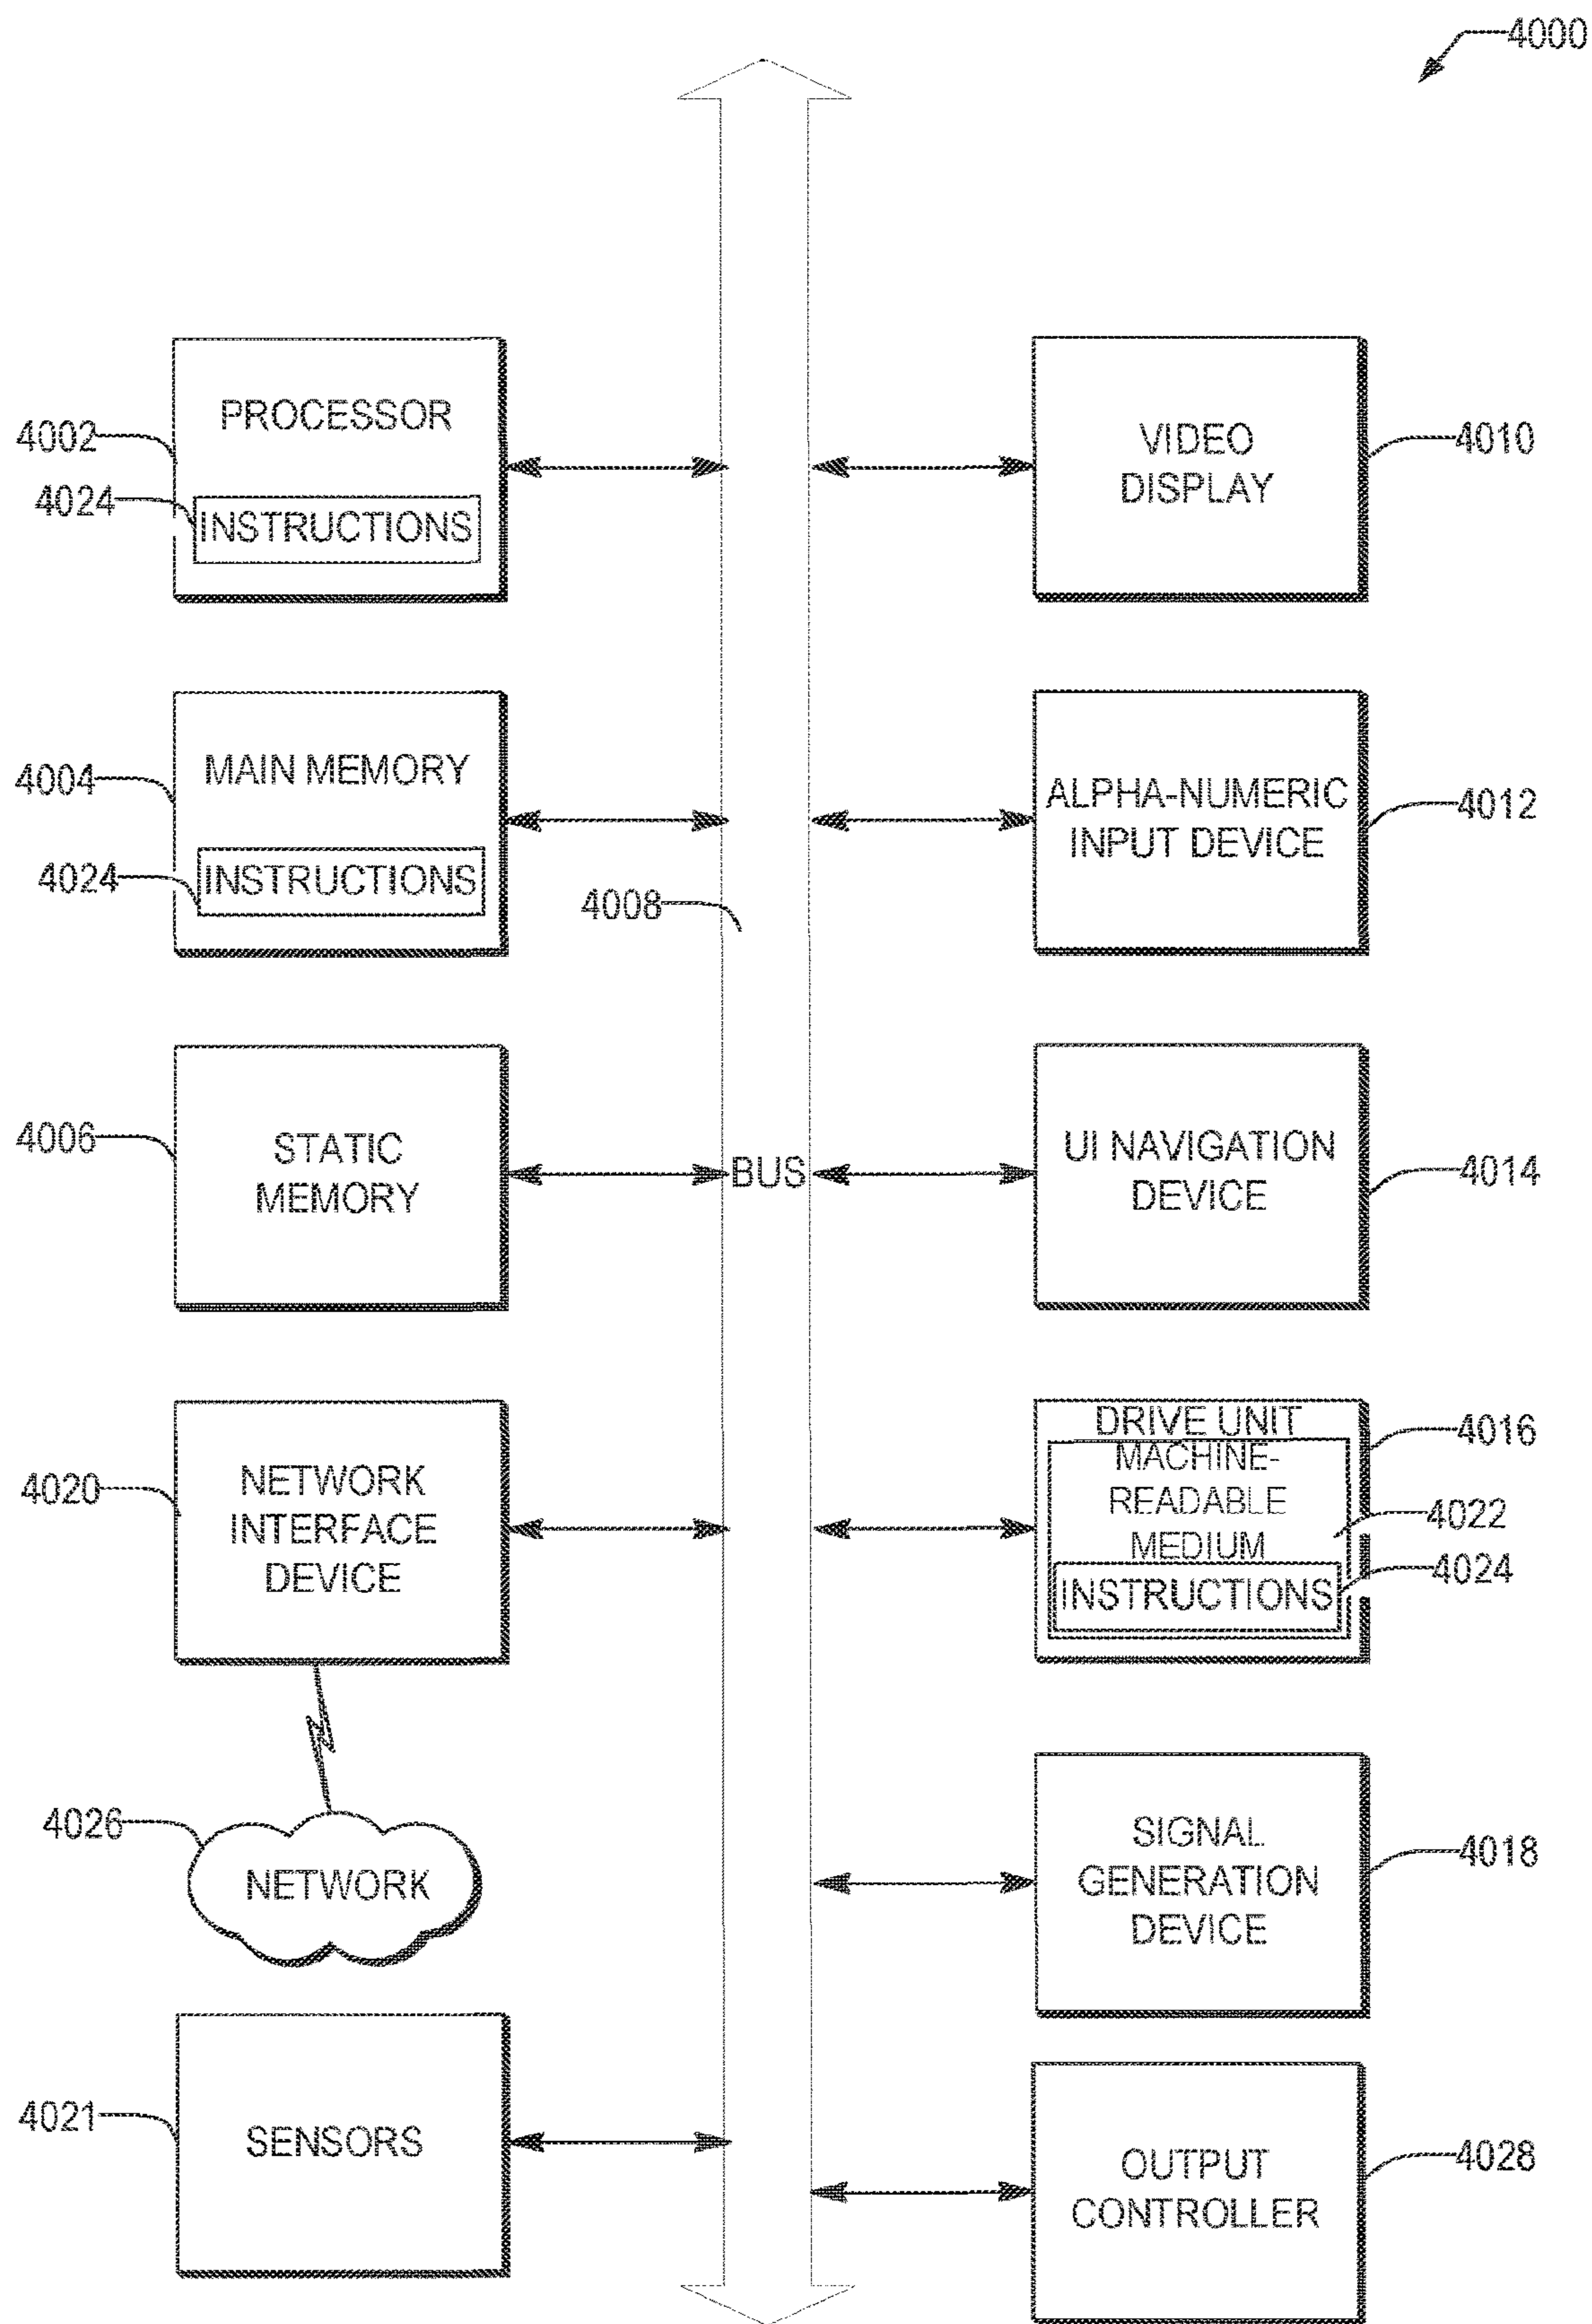 4000
PROCESSOR
4002
4024
INSTRUCTIONS
VIDEO
DISPLAY
4010
MAIN MEMORY
4004
4024
INSTRUCTIONS
4008
ALPHA-NUMERIC
INPUT DEVICE
4012
4006
STATIC
MEMORY
BUS
UI NAVIGATION
DEVICE
4014
4020
NETWORK
INTERFACE
DEVICE
DRIVE UNIT
4016
MACHINE-
READABLE
MEDIUM
4022
INSTRUCTIONS
4024
4026
NETWORK
SIGNAL
GENERATION
DEVICE
4018
4021
SENSORS
OUTPUT
CONTROLLER
4028